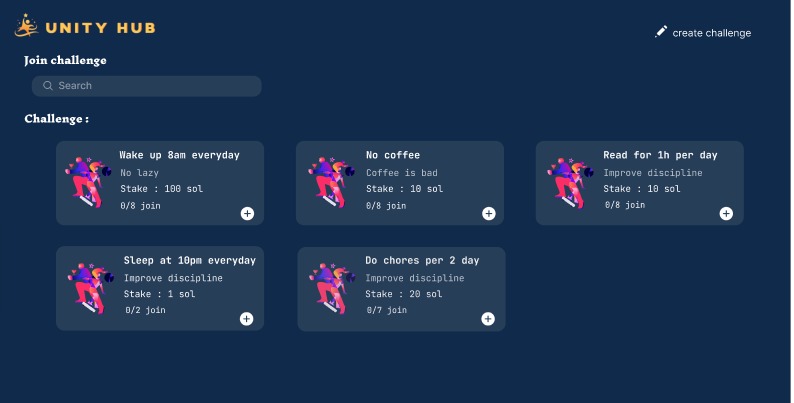 UNITY HUB
create challenge
Join challenge
Search
Challenge :
Wake up 8am everyday
No lazy
Stake : 100 sol
0/8 join
No coffee
Coffee is bad
Stake : 10 sol
0/8 join
Read for 1h per day
Improve discipline
Stake : 10 sol
0/8 join
Sleep at 10pm everyday
Improve discipline
Stake : 1 sol
0/2 join
Do chores per 2 day
Improve discipline
Stake : 20 sol
0/7 join